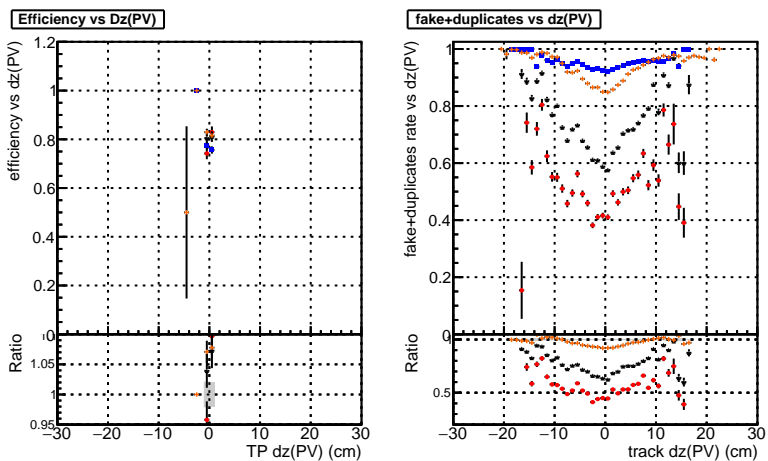 Efficiency vs Dz(PV)
efficiency vs dz(PV)
1.2
1
0.8
0.6
0.4
0.2
0
Ratio
1.05
1
0.95
−30 −20 −10 0 10 20 30
TP dz(PV) (cm)
fake+duplicates vs dz(PV)
fake+duplicates rate vs dz(PV)
1
0.8
0.6
0.4
0.2
Ratio
0.5
−30 −20 −10 0 10 20 30
track dz(PV) (cm)